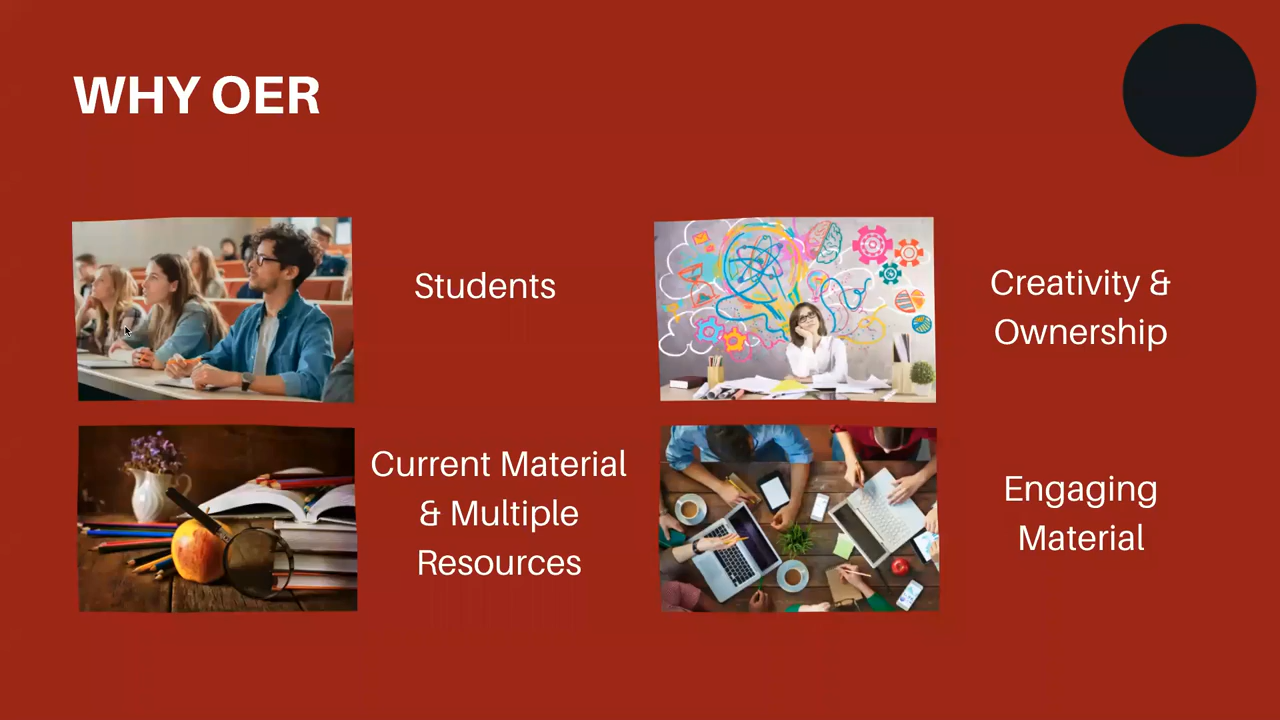 WHY OER
Students
Creativity &
Ownership
Current Material
& Multiple
Resources
Engaging
Material